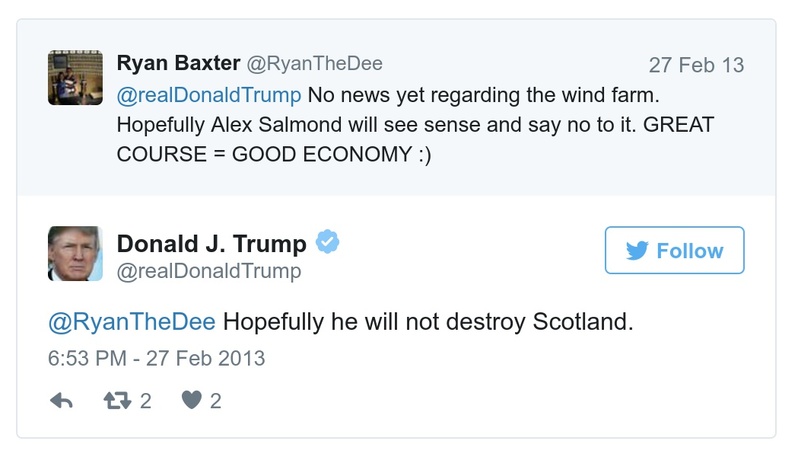 Ryan Baxter @RyanTheDee 27 Feb 13
@realDonaldTrump No news yet regarding the wind farm.
Hopefully Alex Salmond will see sense and say no to it. GREAT
COURSE = GOOD ECONOMY :)
Donald J. Trump
@realDonaldTrump
Follow
@RyanTheDee Hopefully he will not destroy Scotland.
6:53 PM - 27 Feb 2013
2 2